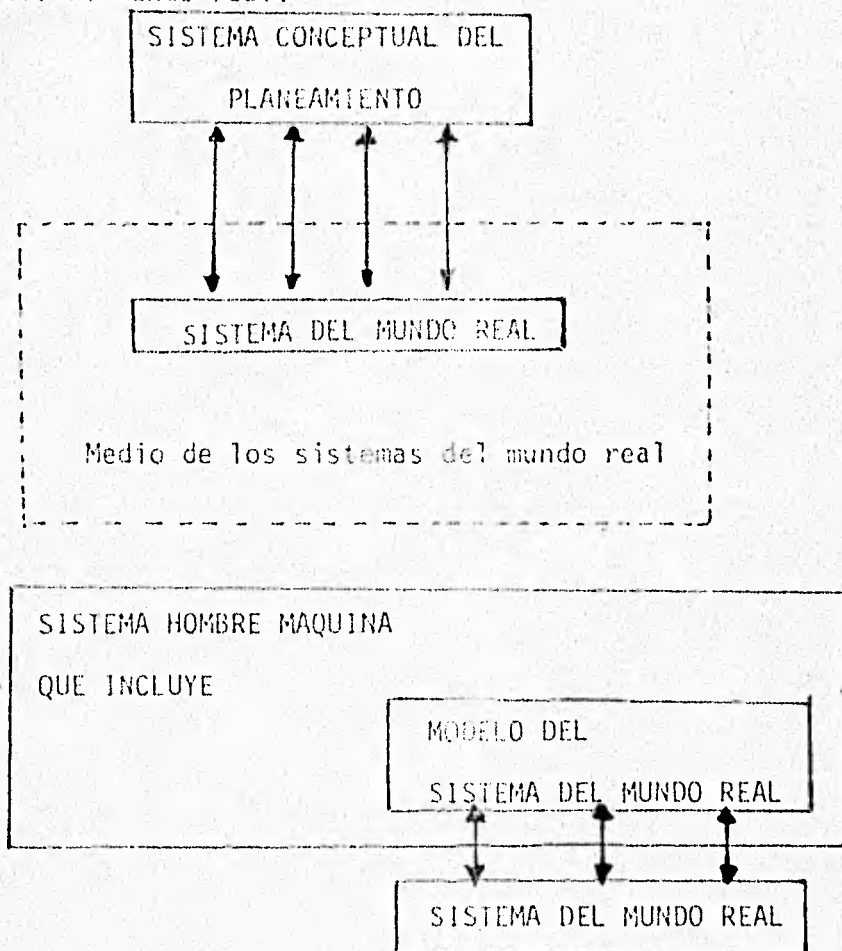 SISTEMA CONCEPTUAL DEL
PLANEAMIENTO
SISTEMA DEL MUNDO REAL
Medio de los sistemas del mundo real
SISTEMA HOMBRE MAQUINA
QUE INCLUYE
MODELO DEL
SISTEMA DEL MUNDO REAL
SISTEMA DEL MUNDO REAL